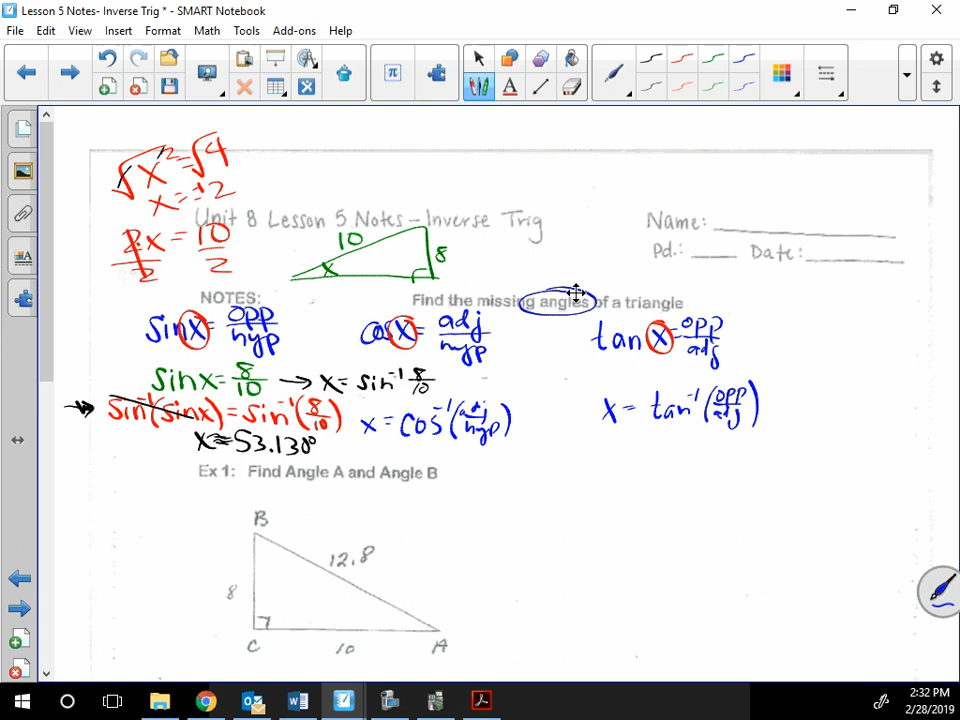 Lesson 5 Notes- Inverse Trig * - SMART Notebook
File Edit View Insert Format Math Tools Add-ons Help
√x² = √4
x = ±2
2·x = 10
2 2
Unit 8 Lesson 5 Notes - Inverse Trig
Name:
Pd.: Date:
10
8
x
NOTES:
Find the missing angles of a triangle
sin x = opp/hyp
cos x = adj/hyp
tan x = opp/adj
sin x = 8/10 → x = sin⁻¹ 8/10
sin⁻¹(sin x) = sin⁻¹(8/10)
x = cos⁻¹(adj/hyp)
x = tan⁻¹(opp/adj)
x ≈ 53.130°
Ex 1: Find Angle A and Angle B
B
12.8
8
C
10
A
2:32 PM
2/28/2019